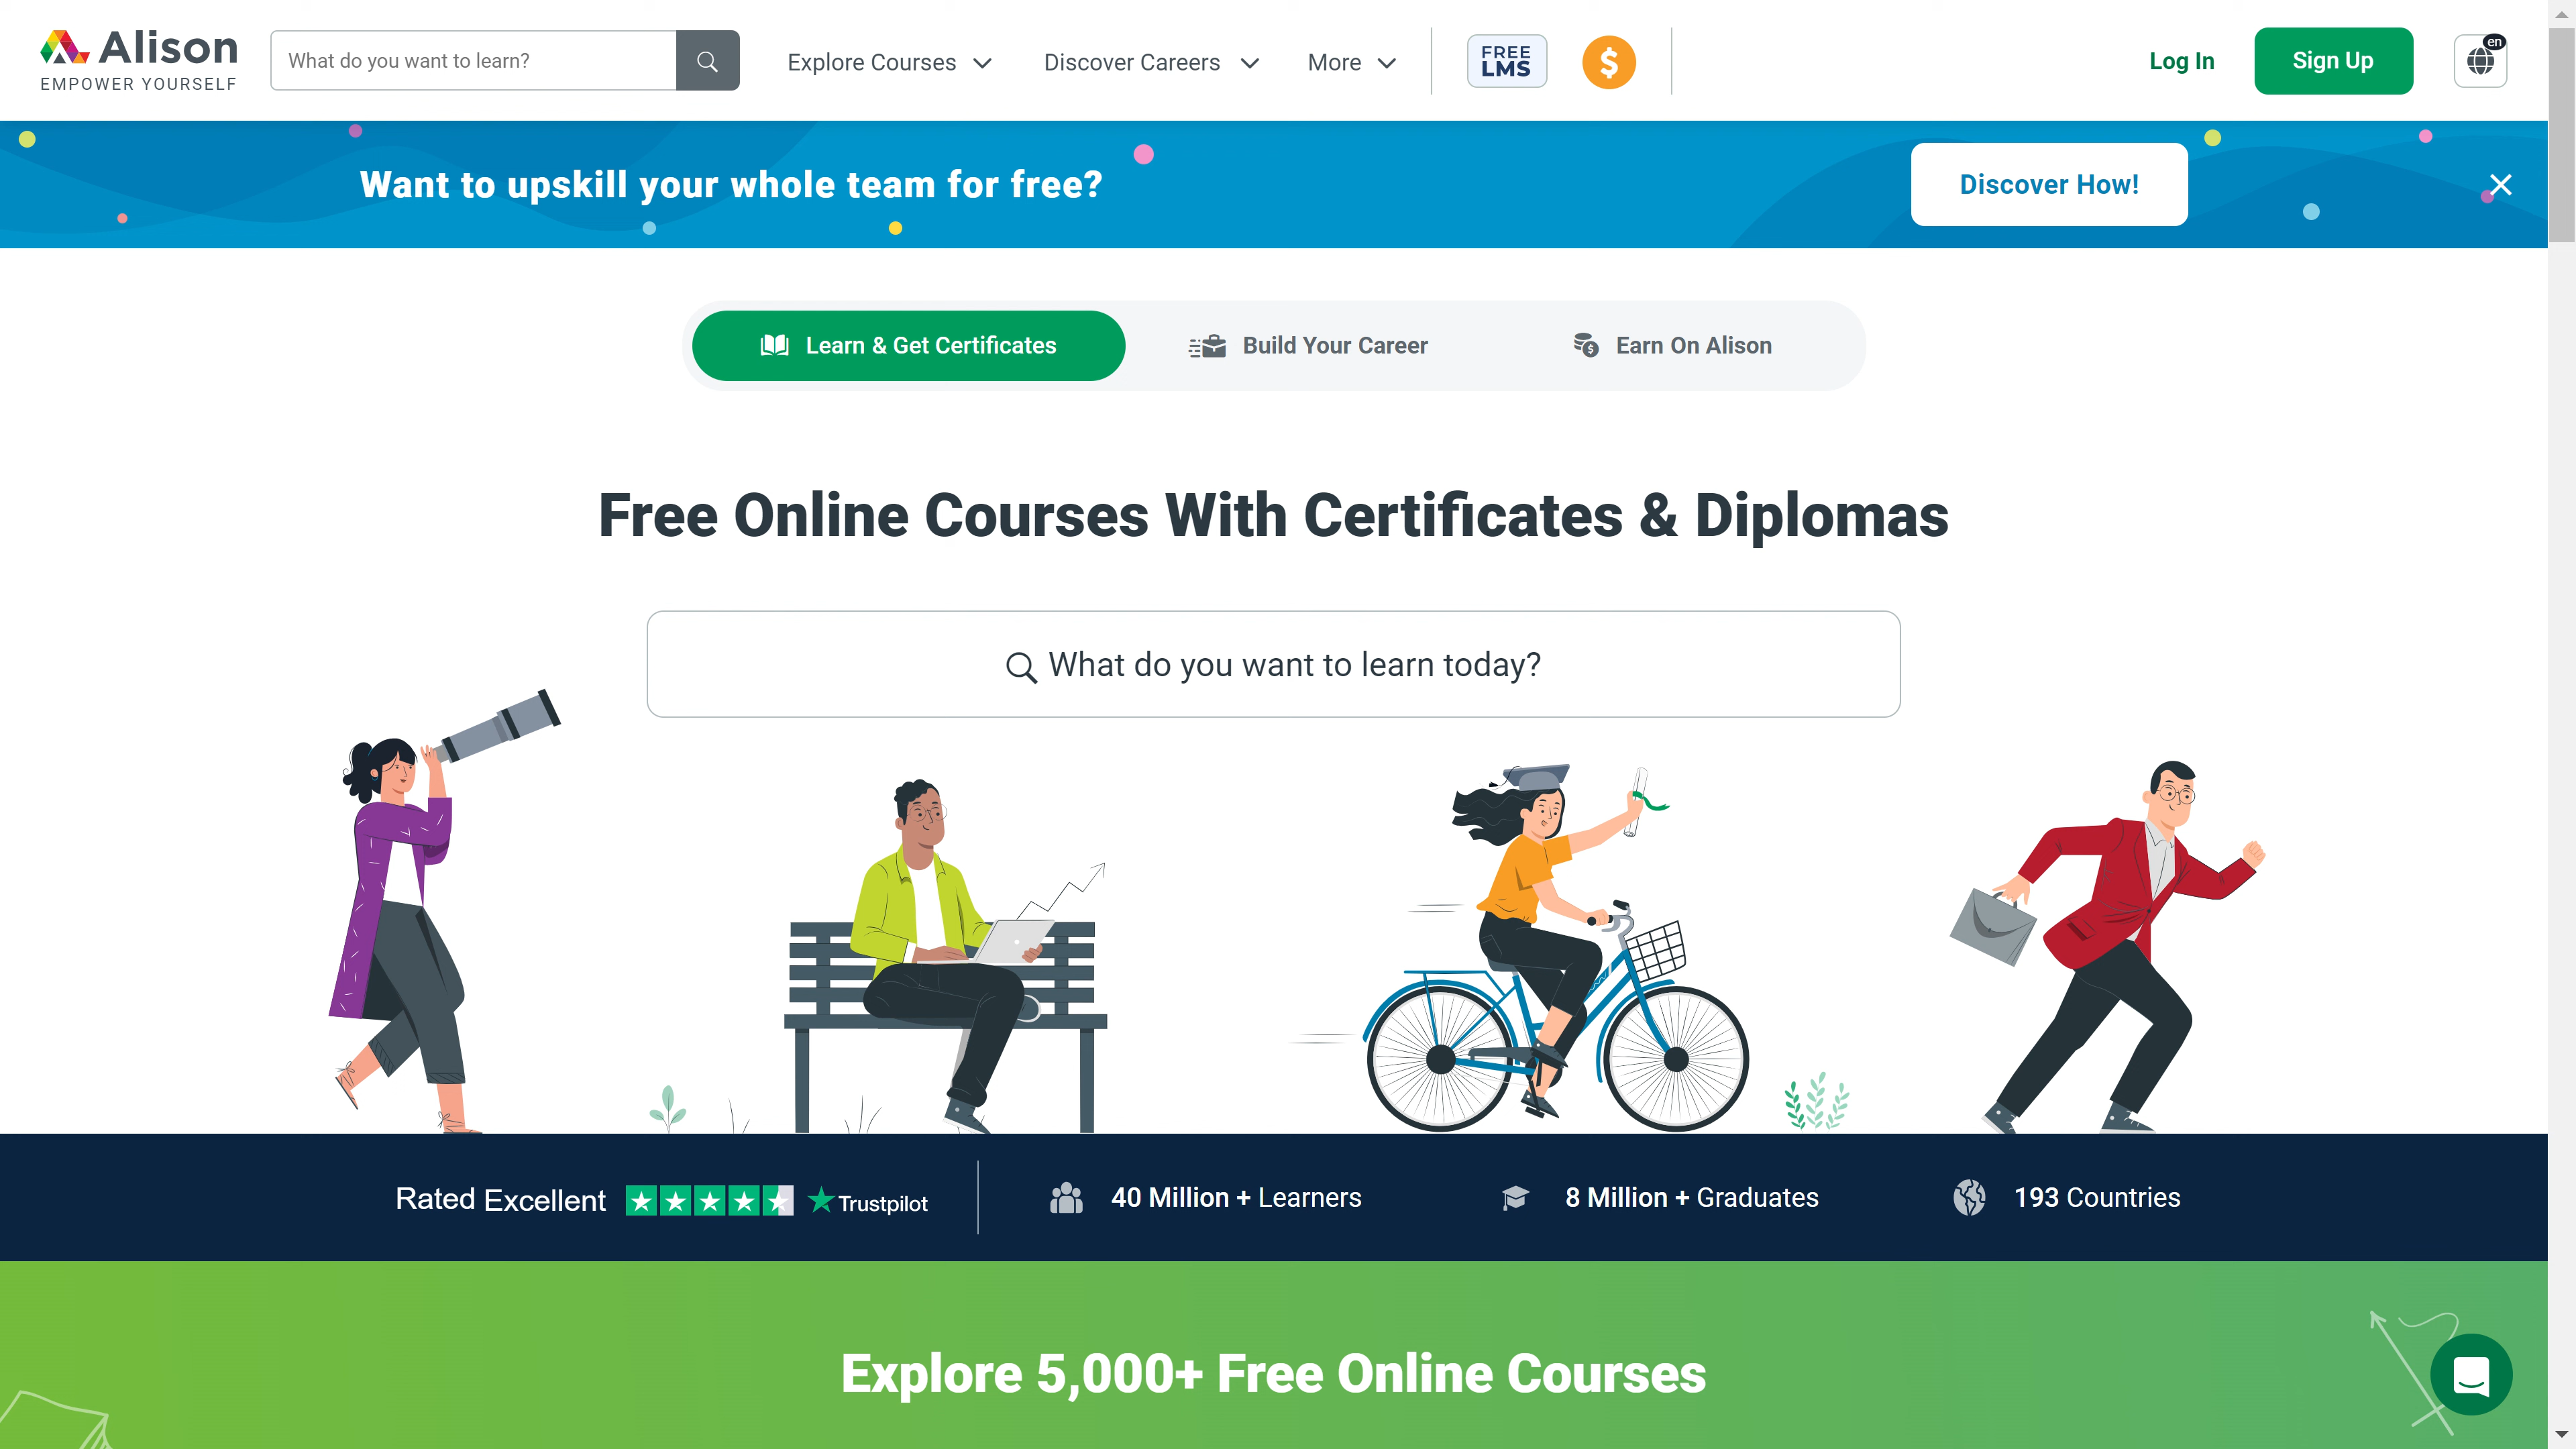 Alison
EMPOWER YOURSELF
What do you want to learn?
Explore Courses
Discover Careers
More
FREE
LMS
$
Log In
Sign Up
en
Want to upskill your whole team for free?
Discover How!
Learn & Get Certificates
Build Your Career
Earn On Alison
Free Online Courses With Certificates & Diplomas
What do you want to learn today?
Rated Excellent
Trustpilot
40 Million + Learners
8 Million + Graduates
193 Countries
Explore 5,000+ Free Online Courses